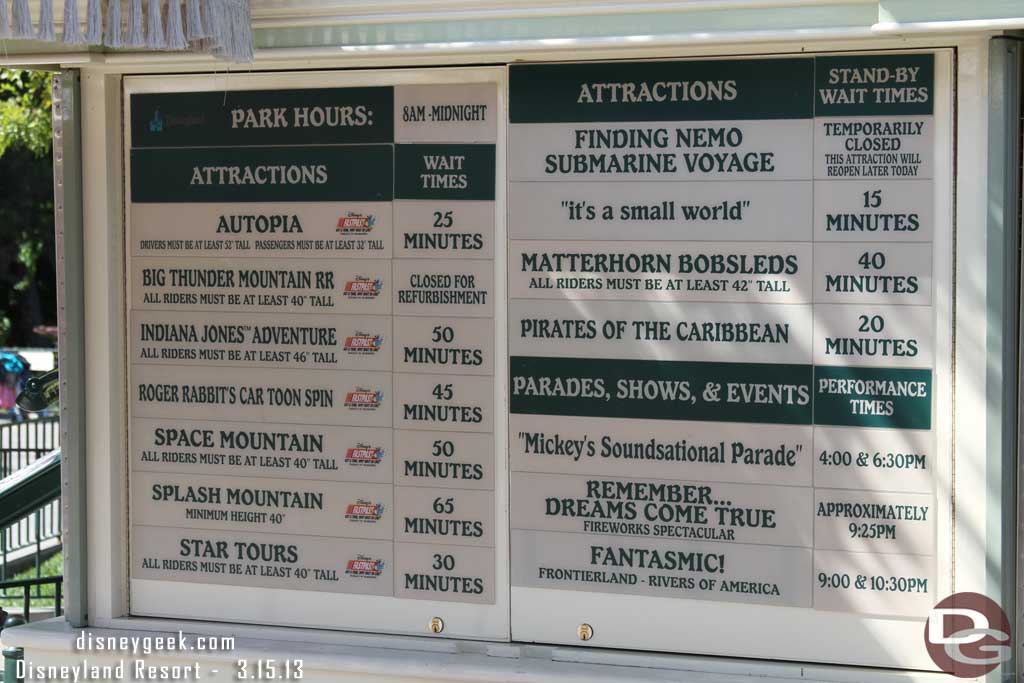 Disneyland PARK HOURS: 8AM -MIDNIGHT
ATTRACTIONS WAIT TIMES
AUTOPIA FASTPASS 25 MINUTES
DRIVERS MUST BE AT LEAST 52" TALL PASSENGERS MUST BE AT LEAST 32" TALL
BIG THUNDER MOUNTAIN RR FASTPASS CLOSED FOR REFURBISHMENT
ALL RIDERS MUST BE AT LEAST 40" TALL
INDIANA JONES™ ADVENTURE FASTPASS 50 MINUTES
ALL RIDERS MUST BE AT LEAST 46" TALL
ROGER RABBIT'S CAR TOON SPIN FASTPASS 45 MINUTES
SPACE MOUNTAIN FASTPASS 50 MINUTES
ALL RIDERS MUST BE AT LEAST 40" TALL
SPLASH MOUNTAIN FASTPASS 65 MINUTES
MINIMUM HEIGHT 40"
STAR TOURS FASTPASS 30 MINUTES
ALL RIDERS MUST BE AT LEAST 40" TALL
ATTRACTIONS STAND-BY WAIT TIMES
FINDING NEMO
SUBMARINE VOYAGE
TEMPORARILY
CLOSED
THIS ATTRACTION WILL
REOPEN LATER TODAY
"it's a small world" 15 MINUTES
MATTERHORN BOBSLEDS 40 MINUTES
ALL RIDERS MUST BE AT LEAST 42" TALL
PIRATES OF THE CARIBBEAN 20 MINUTES
PARADES, SHOWS, & EVENTS PERFORMANCE TIMES
"Mickey's Soundsational Parade" 4:00 & 6:30PM
REMEMBER...
DREAMS COME TRUE
FIREWORKS SPECTACULAR
APPROXIMATELY
9:25PM
FANTASMIC!
FRONTIERLAND - RIVERS OF AMERICA
9:00 & 10:30PM
disneygeek.com
Disneyland Resort - 3.15.13
DG